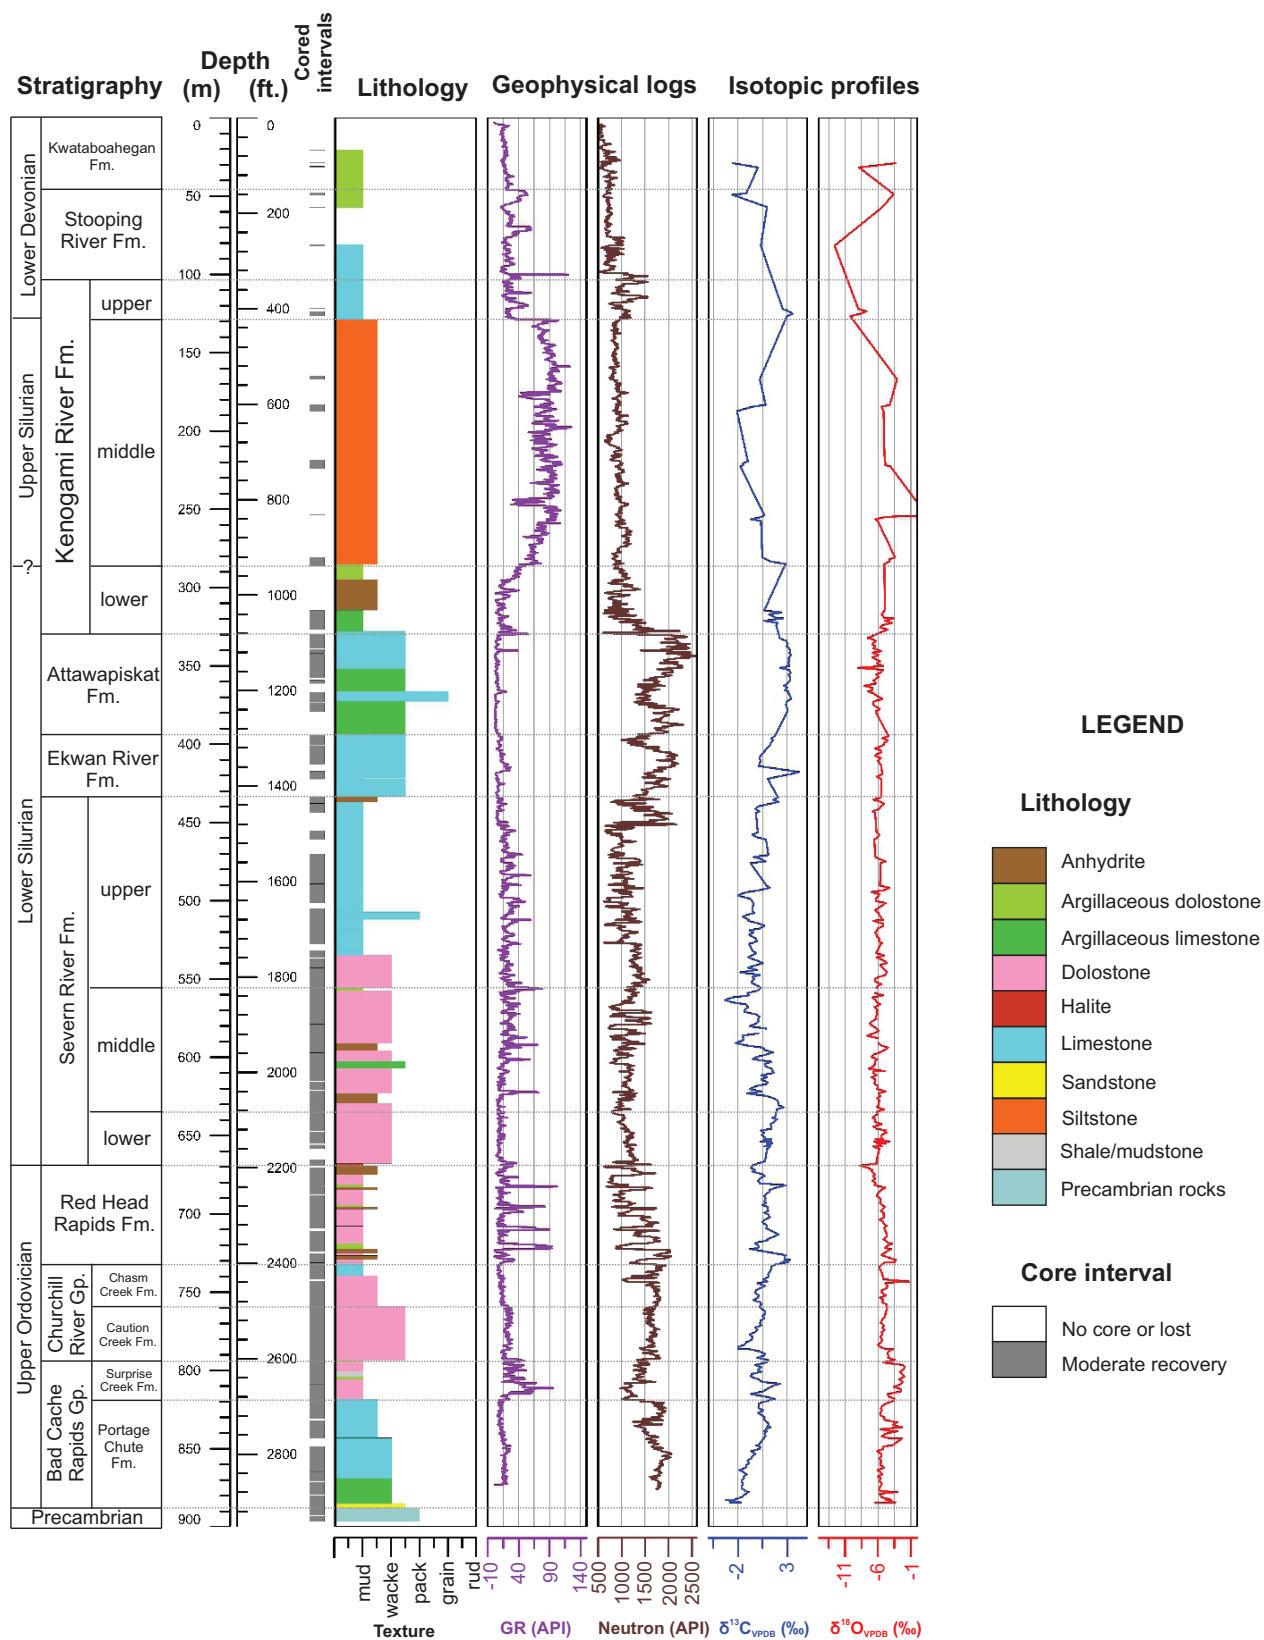 Stratigraphy
Depth
(m)
(ft.)
Cored
intervals
Lithology
Geophysical logs
Isotopic profiles
Lower Devonian
Upper Silurian
–?
Lower Silurian
Upper Ordovician
Kwataboahegan
Fm.
Stooping
River Fm.
Kenogami River Fm.
upper
middle
lower
Attawapiskat
Fm.
Ekwan River
Fm.
Severn River Fm.
upper
middle
lower
Red Head
Rapids Fm.
Churchill
River Gp.
Chasm
Creek Fm.
Caution
Creek Fm.
Bad Cache
Rapids Gp.
Surprise
Creek Fm.
Portage
Chute
Fm.
Precambrian
0
50
100
150
200
250
300
350
400
450
500
550
600
650
700
750
800
850
900
0
200
400
600
800
1000
1200
1400
1600
1800
2000
2200
2400
2600
2800
mud
wacke
pack
grain
rud
Texture
-10
40
90
140
GR (API)
500
1000
1500
2000
2500
Neutron (API)
-2
3
δ¹³C VPDB (‰)
-11
-6
-1
δ¹⁸O VPDB (‰)
LEGEND
Lithology
Anhydrite
Argillaceous dolostone
Argillaceous limestone
Dolostone
Halite
Limestone
Sandstone
Siltstone
Shale/mudstone
Precambrian rocks
Core interval
No core or lost
Moderate recovery